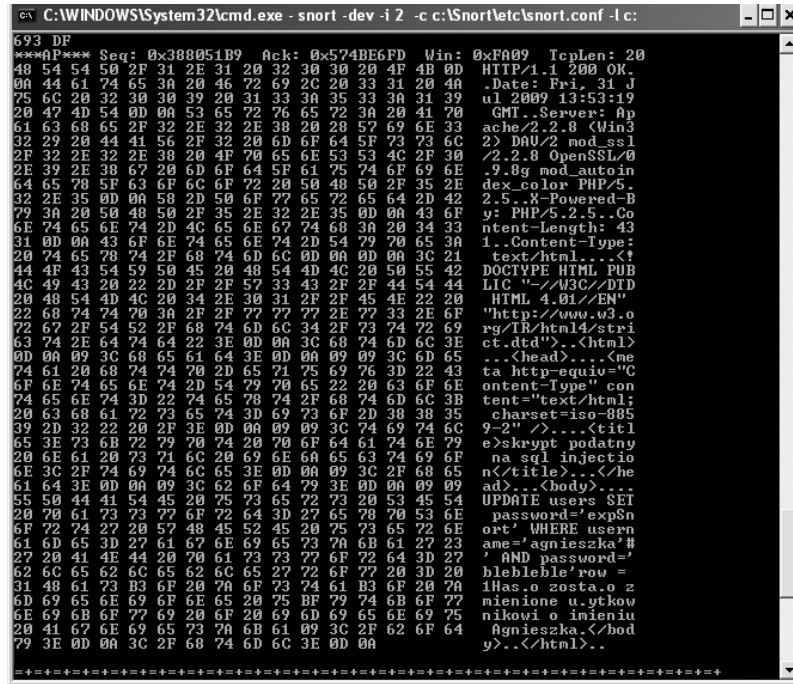 C:\WINDOWS\System32\cmd.exe - snort -dev -i 2 -c c:\Snort\etc\snort.conf -l c:
693 DF
***AP*** Seq: 0x388051B9 Ack: 0x574BE6FD Win: 0xFA09 TcpLen: 20
48 54 54 50 2F 31 2E 31 20 32 30 30 20 4F 4B 0D HTTP/1.1 200 OK.
0A 44 61 74 65 3A 20 46 72 69 2C 20 33 31 20 4A .Date: Fri, 31 J
75 6C 20 32 30 30 39 20 31 33 3A 35 33 3A 31 39 ul 2009 13:53:19
20 47 4D 54 0D 0A 53 65 72 76 65 72 3A 20 41 70 GMT..Server: Ap
61 63 68 65 2F 32 2E 32 2E 38 20 28 57 69 6E 33 ache/2.2.8 (Win3
32 29 20 44 41 56 2F 32 20 6D 6F 64 5F 73 73 6C 2) DAV/2 mod_ssl
2F 32 2E 32 2E 38 20 4F 70 65 6E 53 53 4C 2F 30 /2.2.8 OpenSSL/0
2E 39 2E 38 67 20 6D 6F 64 5F 61 75 74 6F 69 6E .9.8g mod_autoin
64 65 78 5F 63 6F 6C 6F 72 20 50 48 50 2F 35 2E dex_color PHP/5.
32 2E 35 0D 0A 58 2D 50 6F 77 65 72 65 64 2D 42 2.5..X-Powered-B
79 3A 20 50 48 50 2F 35 2E 32 2E 35 0D 0A 43 6F y: PHP/5.2.5..Co
6E 74 65 6E 74 2D 4C 65 6E 67 74 68 3A 20 34 33 ntent-Length: 43
31 0D 0A 43 6F 6E 74 65 6E 74 2D 54 79 70 65 3A 1..Content-Type:
20 74 65 78 74 2F 68 74 6D 6C 0D 0A 0D 0A 3C 21 text/html....<!
44 4F 43 54 59 50 45 20 48 54 4D 4C 20 50 55 42 DOCTYPE HTML PUB
4C 49 43 20 22 2D 2F 2F 57 33 43 2F 2F 44 54 44 LIC "-//W3C//DTD
20 48 54 4D 4C 20 34 2E 30 31 2F 2F 45 4E 22 20 HTML 4.01//EN"
22 68 74 74 70 3A 2F 2F 77 77 77 2E 77 33 2E 6F "http://www.w3.o
72 67 2F 54 52 2F 68 74 6D 6C 34 2F 73 74 72 69 rg/TR/html4/stri
63 74 2E 64 74 64 22 3E 0D 0A 3C 68 74 6D 6C 3E ct.dtd">..<html>
0D 0A 09 3C 68 65 61 64 3E 0D 0A 09 09 3C 6D 65 ...<head>....<me
74 61 20 68 74 74 70 2D 65 71 75 69 76 3D 22 43 ta http-equiv="C
6F 6E 74 65 6E 74 2D 54 79 70 65 22 20 63 6F 6E ontent-Type" con
74 65 6E 74 3D 22 74 65 78 74 2F 68 74 6D 6C 3B tent="text/html;
20 63 68 61 72 73 65 74 3D 69 73 6F 2D 38 38 35 charset=iso-885
39 2D 32 22 20 2F 3E 0D 0A 09 09 3C 74 69 74 6C 9-2" />....<titl
65 3E 73 6B 72 79 70 74 20 70 6F 64 61 74 6E 79 e>skrypt podatny
20 6E 61 20 73 71 6C 20 69 6E 6A 65 63 74 69 6F na sql injectio
6E 3C 2F 74 69 74 6C 65 3E 0D 0A 09 3C 2F 68 65 n</title>...</he
61 64 3E 0D 0A 09 3C 62 6F 64 79 3E 0D 0A 09 09 ad>...<body>....
55 50 44 41 54 45 20 75 73 65 72 73 20 53 45 54 UPDATE users SET
20 70 61 73 73 77 6F 72 64 3D 27 65 78 70 53 6E password='expSn
6F 72 74 27 20 57 48 45 52 45 20 75 73 65 72 6E ort' WHERE usern
61 6D 65 3D 27 61 67 6E 69 65 73 7A 6B 61 27 23 ame='agnieszka'#
27 20 41 4E 44 20 70 61 73 73 77 6F 72 64 3D 27 ' AND password='
62 6C 65 62 6C 65 62 6C 65 27 72 6F 77 20 3D 20 blebleble'row =
31 48 61 73 B3 6F 20 7A 6F 73 74 61 B3 6F 20 7A 1Has.o zosta.o z
6D 69 65 6E 69 6F 6E 65 20 75 BF 79 74 6B 6F 77 mienione u.ytkow
6E 69 6B 6F 77 69 20 6F 20 69 6D 69 65 6E 69 75 nikowi o imieniu
20 41 67 6E 69 65 73 7A 6B 61 09 3C 2F 62 6F 64 Agnieszka.</bod
79 3E 0D 0A 3C 2F 68 74 6D 6C 3E 0D 0A y>..</html>..
=+=+=+=+=+=+=+=+=+=+=+=+=+=+=+=+=+=+=+=+=+=+=+=+=+=+=+=+=+=+=+=+=+=+=+=+